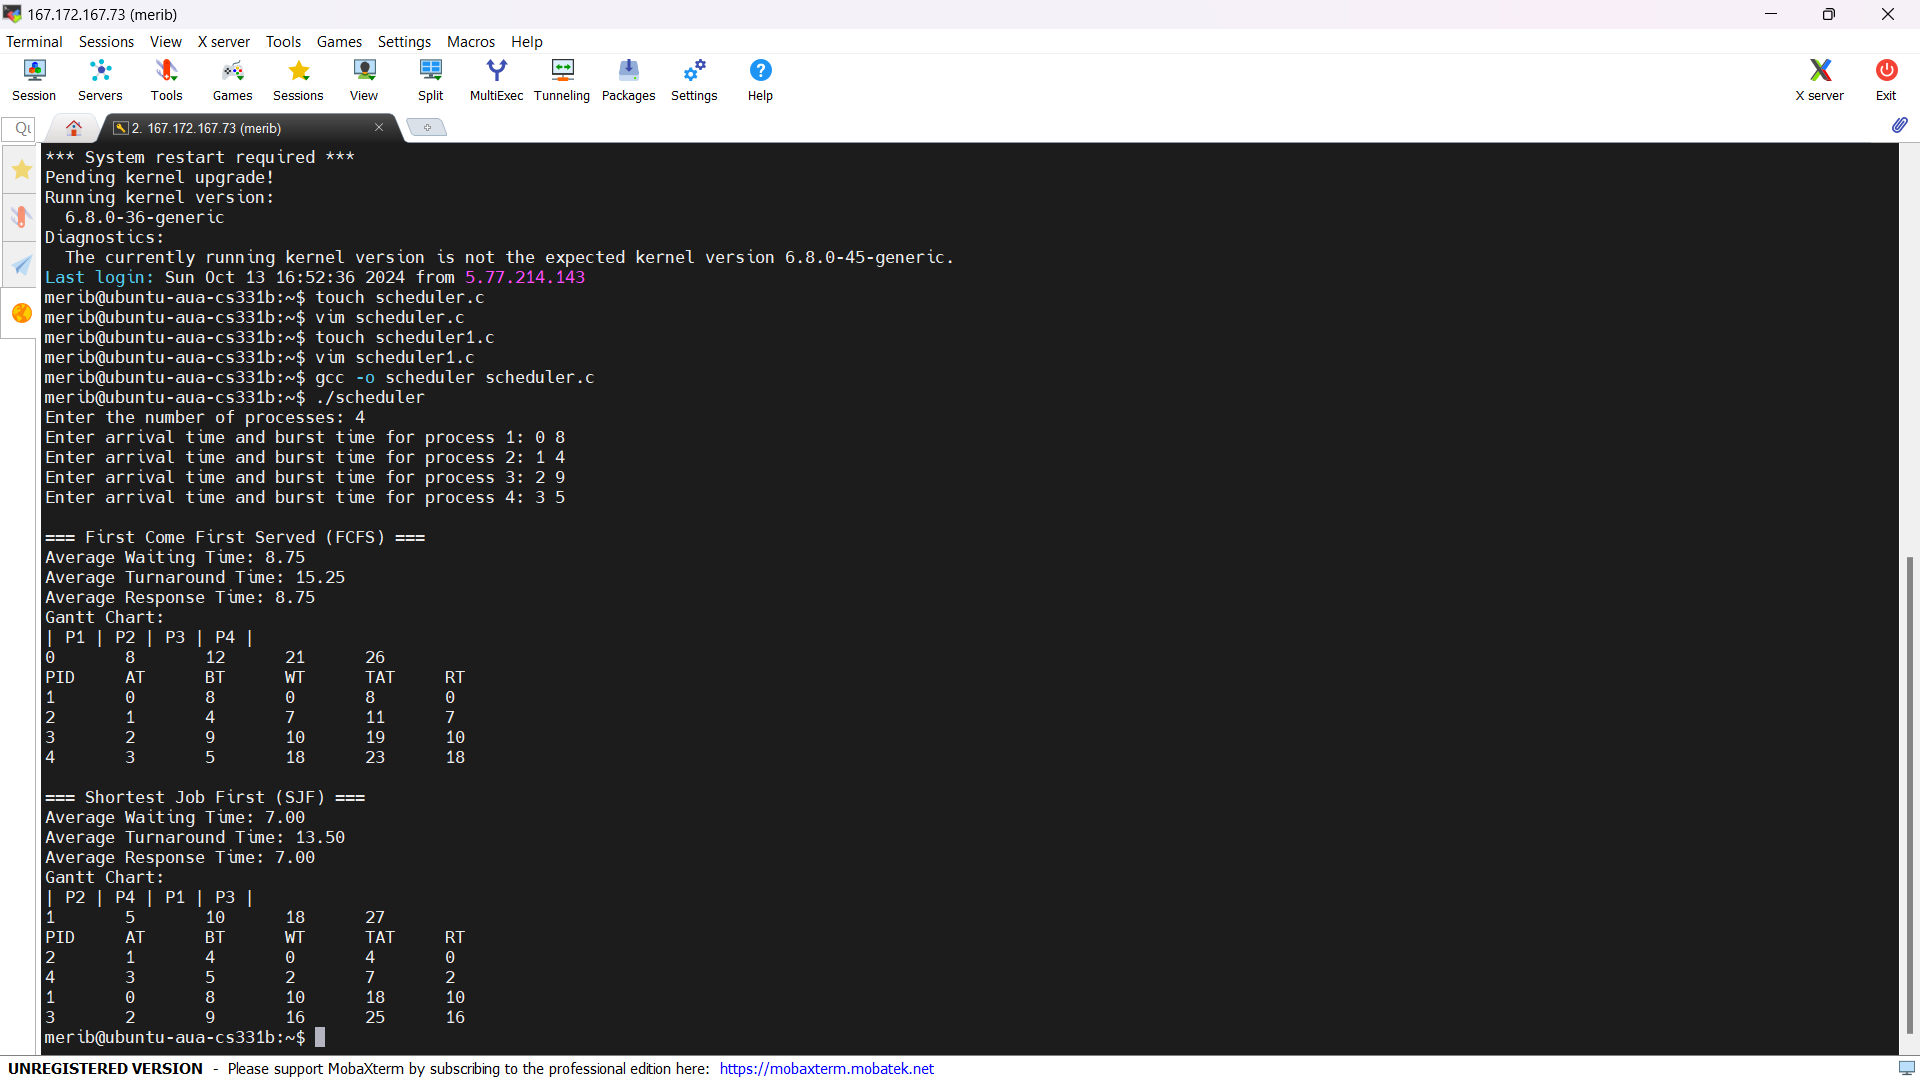 167.172.167.73 (merib)
Terminal Sessions View X server Tools Games Settings Macros Help
Session Servers Tools Games Sessions View Split MultiExec Tunneling Packages Settings Help X server Exit
2. 167.172.167.73 (merib)
*** System restart required ***
Pending kernel upgrade!
Running kernel version:
  6.8.0-36-generic
Diagnostics:
  The currently running kernel version is not the expected kernel version 6.8.0-45-generic.
Last login: Sun Oct 13 16:52:36 2024 from 5.77.214.143
merib@ubuntu-aua-cs331b:~$ touch scheduler.c
merib@ubuntu-aua-cs331b:~$ vim scheduler.c
merib@ubuntu-aua-cs331b:~$ touch scheduler1.c
merib@ubuntu-aua-cs331b:~$ vim scheduler1.c
merib@ubuntu-aua-cs331b:~$ gcc -o scheduler scheduler.c
merib@ubuntu-aua-cs331b:~$ ./scheduler
Enter the number of processes: 4
Enter arrival time and burst time for process 1: 0 8
Enter arrival time and burst time for process 2: 1 4
Enter arrival time and burst time for process 3: 2 9
Enter arrival time and burst time for process 4: 3 5
=== First Come First Served (FCFS) ===
Average Waiting Time: 8.75
Average Turnaround Time: 15.25
Average Response Time: 8.75
Gantt Chart:
| P1 | P2 | P3 | P4 |
0       8       12      21      26
PID     AT      BT      WT      TAT     RT
1       0       8       0       8       0
2       1       4       7       11      7
3       2       9       10      19      10
4       3       5       18      23      18
=== Shortest Job First (SJF) ===
Average Waiting Time: 7.00
Average Turnaround Time: 13.50
Average Response Time: 7.00
Gantt Chart:
| P2 | P4 | P1 | P3 |
1       5       10      18      27
PID     AT      BT      WT      TAT     RT
2       1       4       0       4       0
4       3       5       2       7       2
1       0       8       10      18      10
3       2       9       16      25      16
merib@ubuntu-aua-cs331b:~$
UNREGISTERED VERSION - Please support MobaXterm by subscribing to the professional edition here: https://mobaxterm.mobatek.net